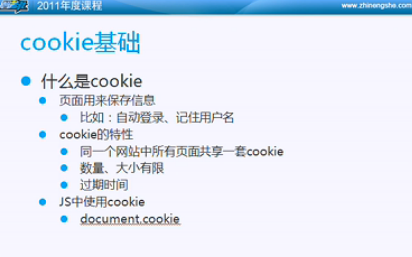 2011年度课程
www.zhinengshe.com
cookie基础
什么是cookie
页面用来保存信息
比如：自动登录、记住用户名
cookie的特性
同一个网站中所有页面共享一套cookie
数量、大小有限
过期时间
JS中使用cookie
document.cookie